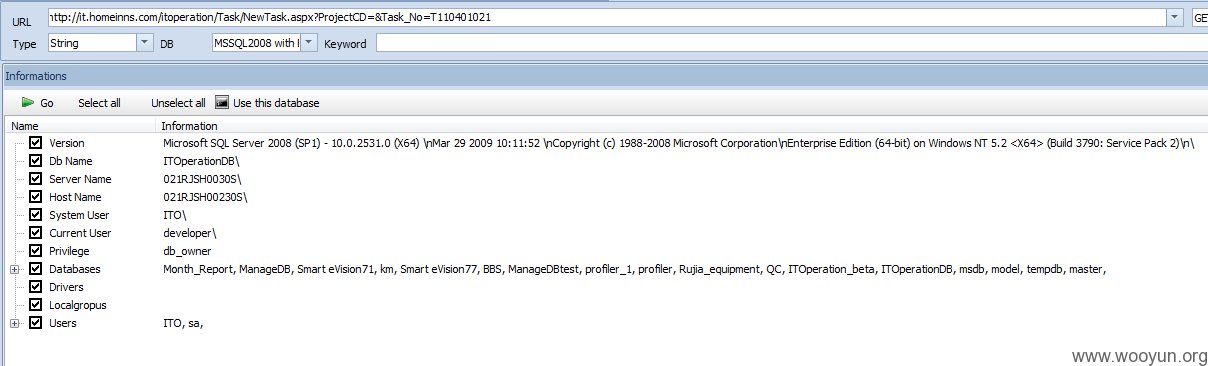 URL http://it.homeinns.com/itoperation/Task/NewTask.aspx?ProjectCD=&Task_No=T110401021 GE
Type String DB MSSQL2008 with Keyword
Informations
Go Select all Unselect all Use this database
Name Information
Version Microsoft SQL Server 2008 (SP1) - 10.0.2531.0 (X64) \nMar 29 2009 10:11:52 \nCopyright (c) 1988-2008 Microsoft Corporation\nEnterprise Edition (64-bit) on Windows NT 5.2 <X64> (Build 3790: Service Pack 2)\n\
Db Name ITOperationDB\
Server Name 021RJSH0030S\
Host Name 021RJSH00230S\
System User ITO\
Current User developer\
Privilege db_owner
Databases Month_Report, ManageDB, Smart eVision71, km, Smart eVision77, BBS, ManageDBtest, profiler_1, profiler, Rujia_equipment, QC, ITOperation_beta, ITOperationDB, msdb, model, tempdb, master,
Drivers
Localgropus
Users ITO, sa,
www.wooyun.org